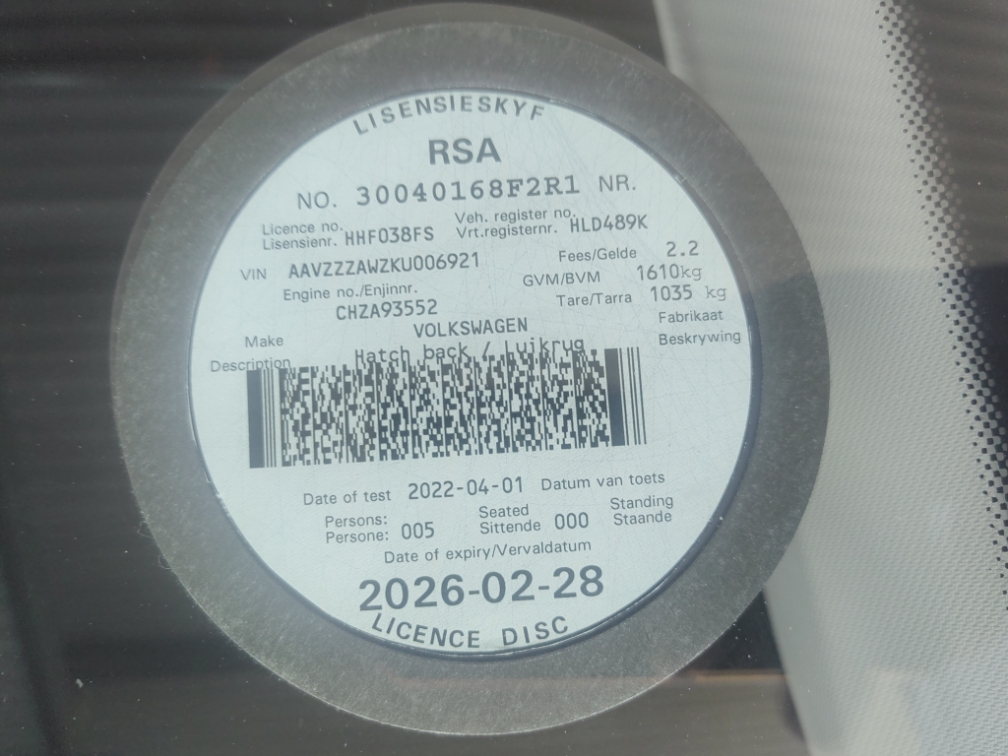 LISENSIESKYF
RSA
NO. 30040168F2R1 NR.
Licence no. Veh. register no.
Lisensienr. HHF038FS Vrt.registernr. HLD489K
VIN AAVZZZAWZKU006921 Fees/Gelde 2.2
Engine no./Enjinnr. GVM/BVM 1610kg
CHZA93552 Tare/Tarra 1035 kg
Make VOLKSWAGEN Fabrikaat
Description Hatch back / Luikrug Beskrywing
Date of test 2022-04-01 Datum van toets
Persons: Seated Standing
Persone: 005 Sittende 000 Staande
Date of expiry/Vervaldatum
2026-02-28
LICENCE DISC